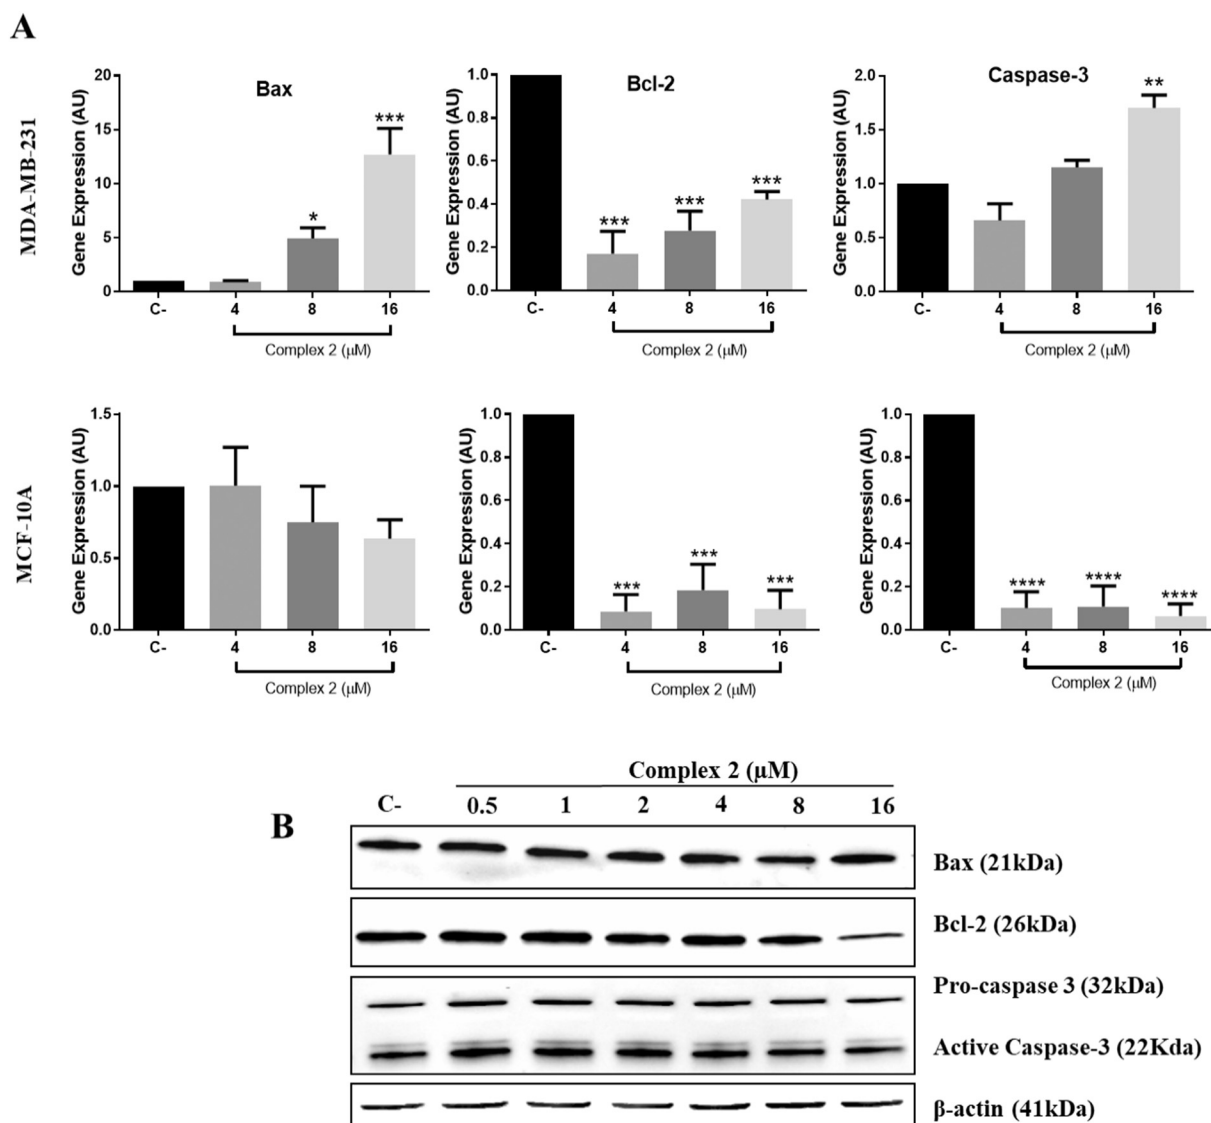 A
MDA-MB-231
Bax
Gene Expression (AU)
20
15
10
5
0
*
***
C-
4
8
16
Complex 2 (μM)
Bcl-2
Gene Expression (AU)
1.0
0.8
0.6
0.4
0.2
0.0
***
***
***
C-
4
8
16
Complex 2 (μM)
Caspase-3
Gene Expression (AU)
2.0
1.5
1.0
0.5
0.0
**
C-
4
8
16
Complex 2 (μM)
MCF-10A
Gene Expression (AU)
1.5
1.0
0.5
0.0
C-
4
8
16
Complex 2 (μM)
Gene Expression (AU)
1.0
0.8
0.6
0.4
0.2
0.0
***
***
***
C-
4
8
16
Complex 2 (μM)
Gene Expression (AU)
1.0
0.8
0.6
0.4
0.2
0.0
****
****
****
C-
4
8
16
Complex 2 (μM)
B
Complex 2 (μM)
C- 0.5 1 2 4 8 16
Bax (21kDa)
Bcl-2 (26kDa)
Pro-caspase 3 (32kDa)
Active Caspase-3 (22Kda)
β-actin (41kDa)